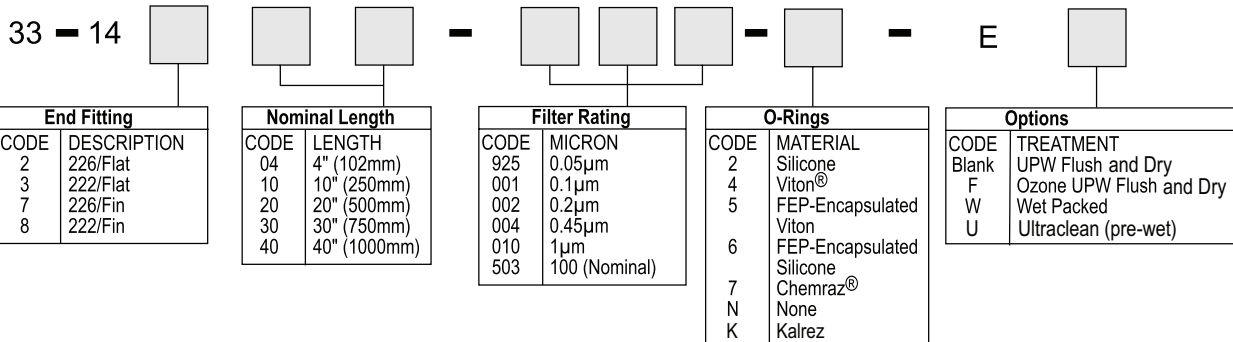 33 - 14 - - - E
End Fitting
CODE DESCRIPTION
2 226/Flat
3 222/Flat
7 226/Fin
8 222/Fin
Nominal Length
CODE LENGTH
04 4" (102mm)
10 10" (250mm)
20 20" (500mm)
30 30" (750mm)
40 40" (1000mm)
Filter Rating
CODE MICRON
925 0.05µm
001 0.1µm
002 0.2µm
004 0.45µm
010 1µm
503 100 (Nominal)
O-Rings
CODE MATERIAL
2 Silicone
4 Viton®
5 FEP-Encapsulated
Viton
6 FEP-Encapsulated
Silicone
7 Chemraz®
N None
K Kalrez
Options
CODE TREATMENT
Blank UPW Flush and Dry
F Ozone UPW Flush and Dry
W Wet Packed
U Ultraclean (pre-wet)